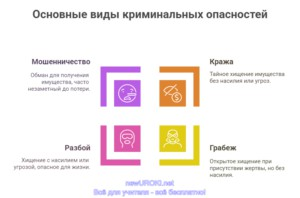 Основные виды криминальных опасностей
Мошенничество
Обман для получения
имущества, часто
незаметный до потери.
Кража
Тайное хищение имущества
без насилия или угроз.
Разбой
Хищение с насилием или
угрозой, опасное для жизни.
Грабеж
Открытое хищение при
присутствии жертвы, но без
насилия.
newUROKI.net
Всё для учителя - всё бесплатно!